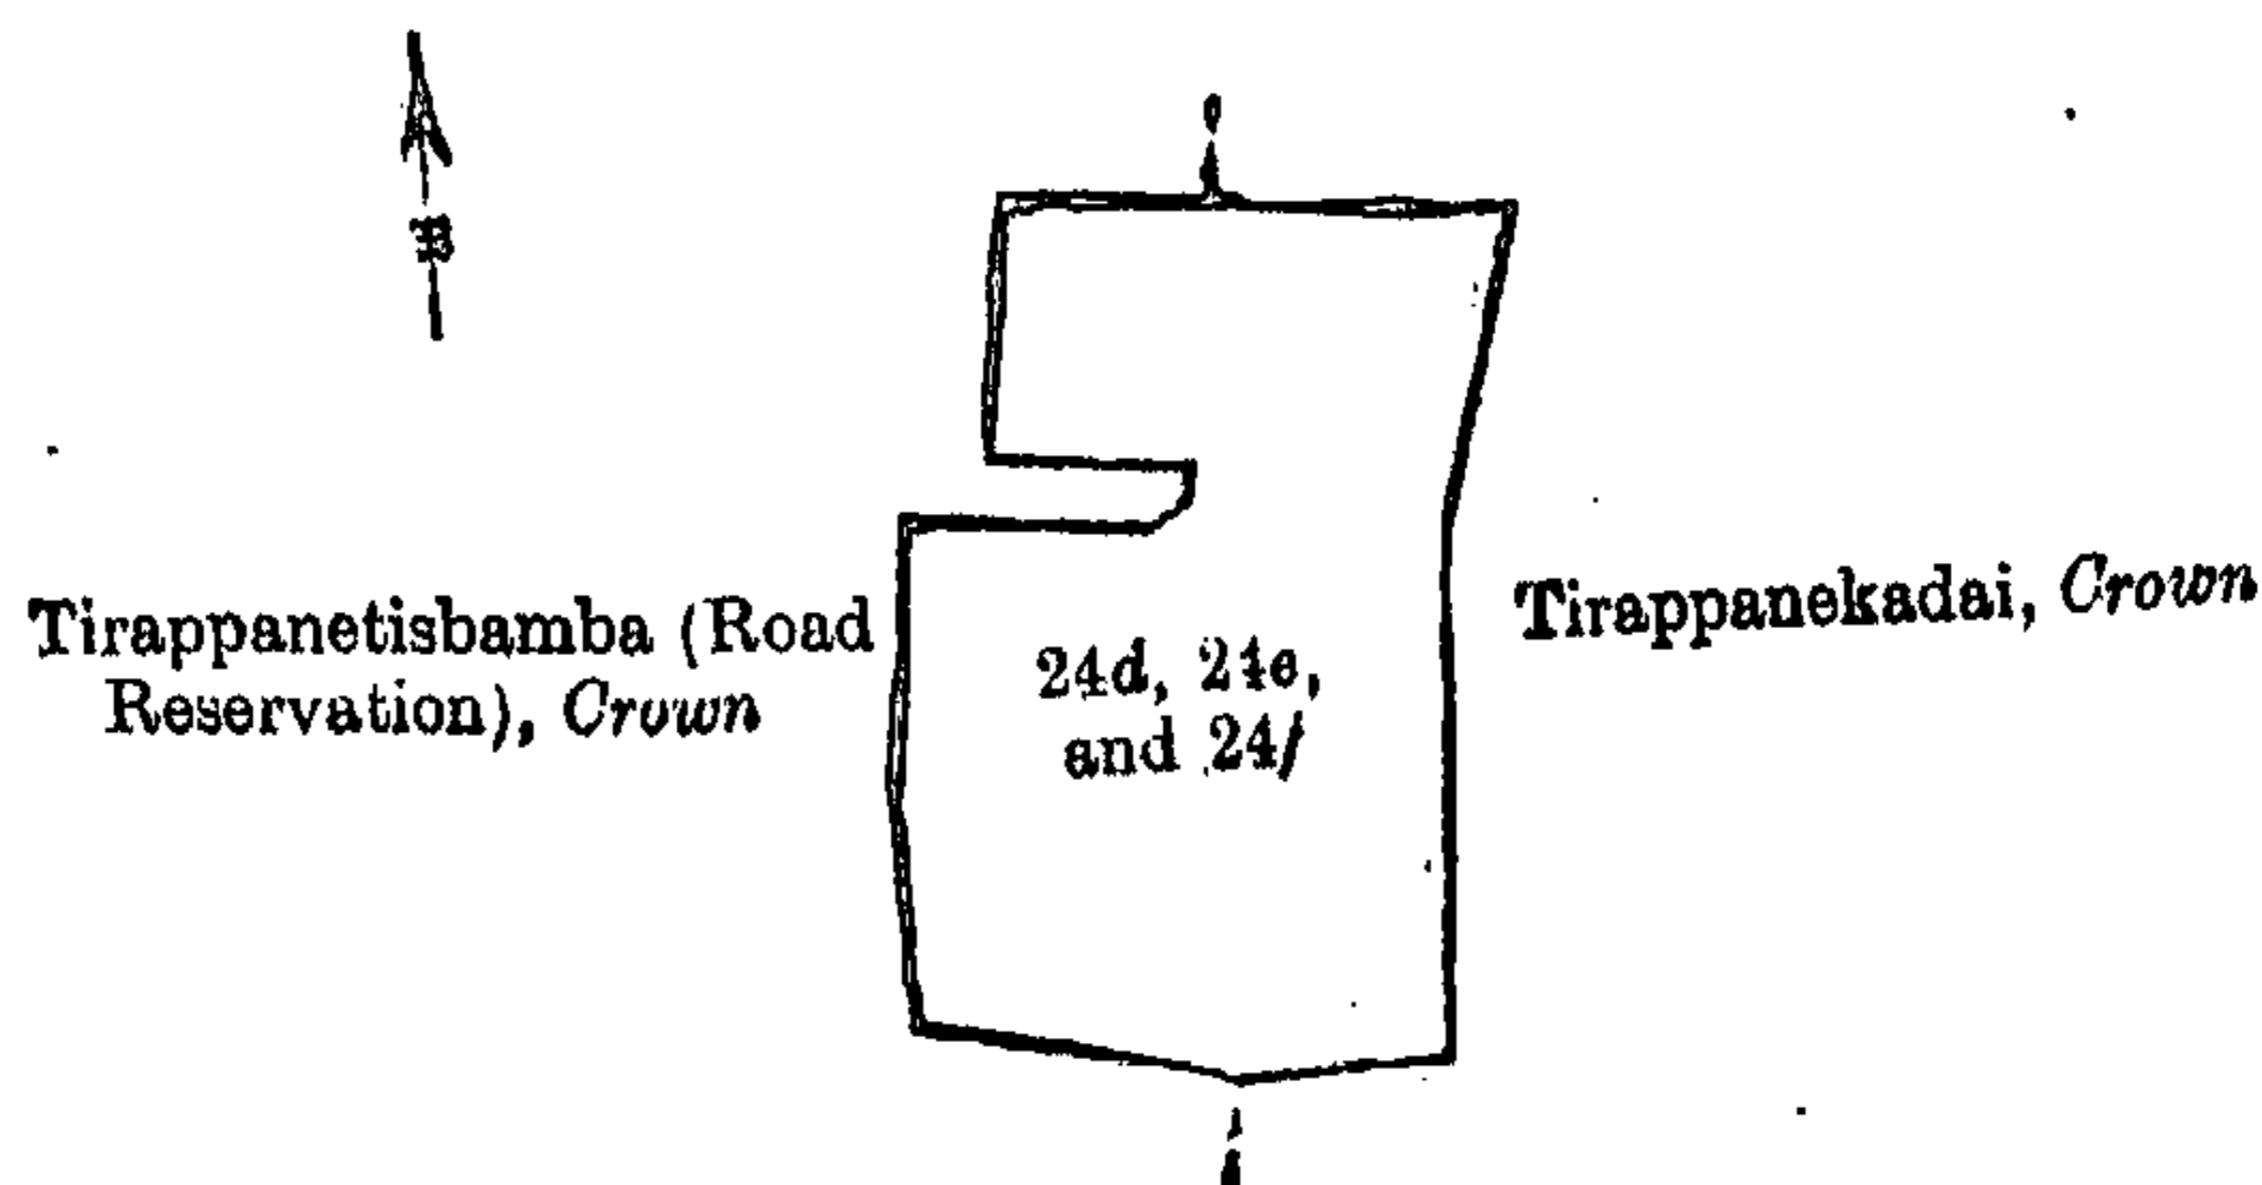 Tirappanetisbamba (Road
Reservation), Crown
24d, 24e,
and 24f
Tirappanekadai, Crown